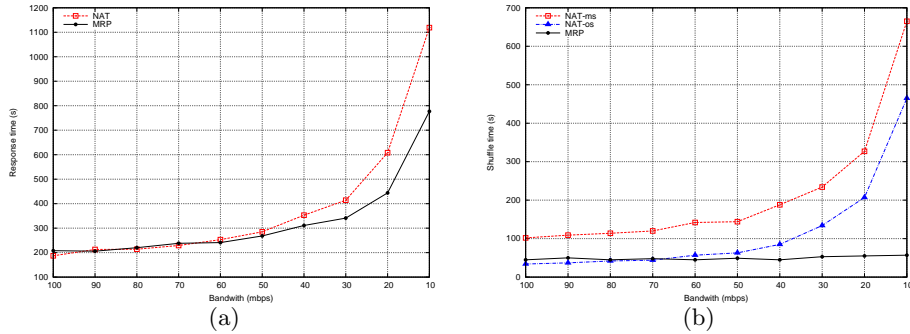 1200
1100
1000
900
800
700
600
500
400
300
200
100
Response time (s)
NAT
MRP
100 90 80 70 60 50 40 30 20 10
Bandwith (mbps)
(a)
700
600
500
400
300
200
100
0
Shuffle time (s)
NAT-ms
NAT-os
MRP
100 90 80 70 60 50 40 30 20 10
Bandwith (mbps)
(b)